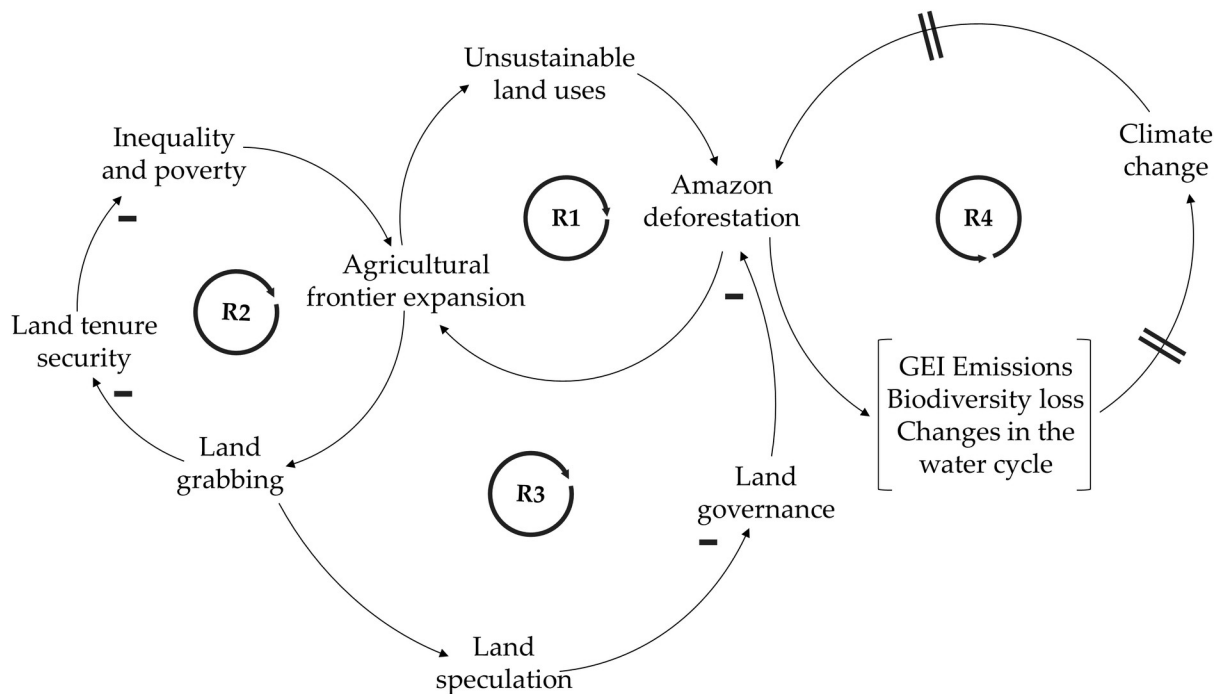 Unsustainable
land uses
Inequality
and poverty
Climate
change
R1
Amazon
deforestation
R4
Agricultural
frontier expansion
R2
Land tenure
security
GEI Emissions
Biodiversity loss
Changes in the
water cycle
Land
grabbing
R3
Land
governance
Land
speculation